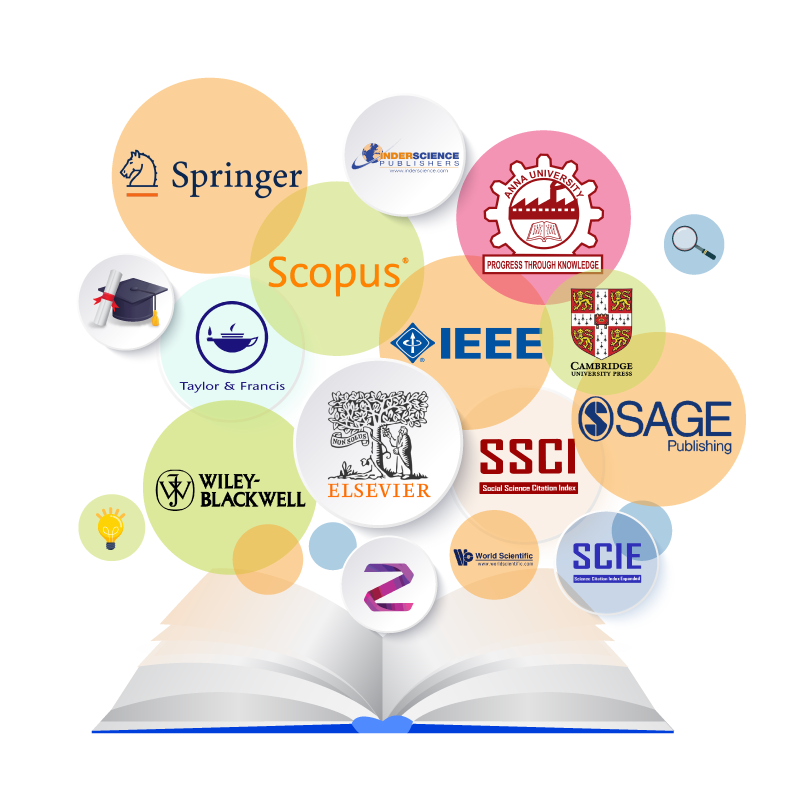 Springer
INDERSCIENCE
PUBLISHERS
www.inderscience.com
ANNA UNIVERSITY
PROGRESS THROUGH KNOWLEDGE
Scopus®
Taylor & Francis
IEEE®
CAMBRIDGE
UNIVERSITY PRESS
SAGE
Publishing
WILEY-
BLACKWELL
NON SOLUS
ELSEVIER
SSCI
Social Science Citation Index
World Scientific
www.worldscientific.com
SCIE
Science Citation Index Expanded